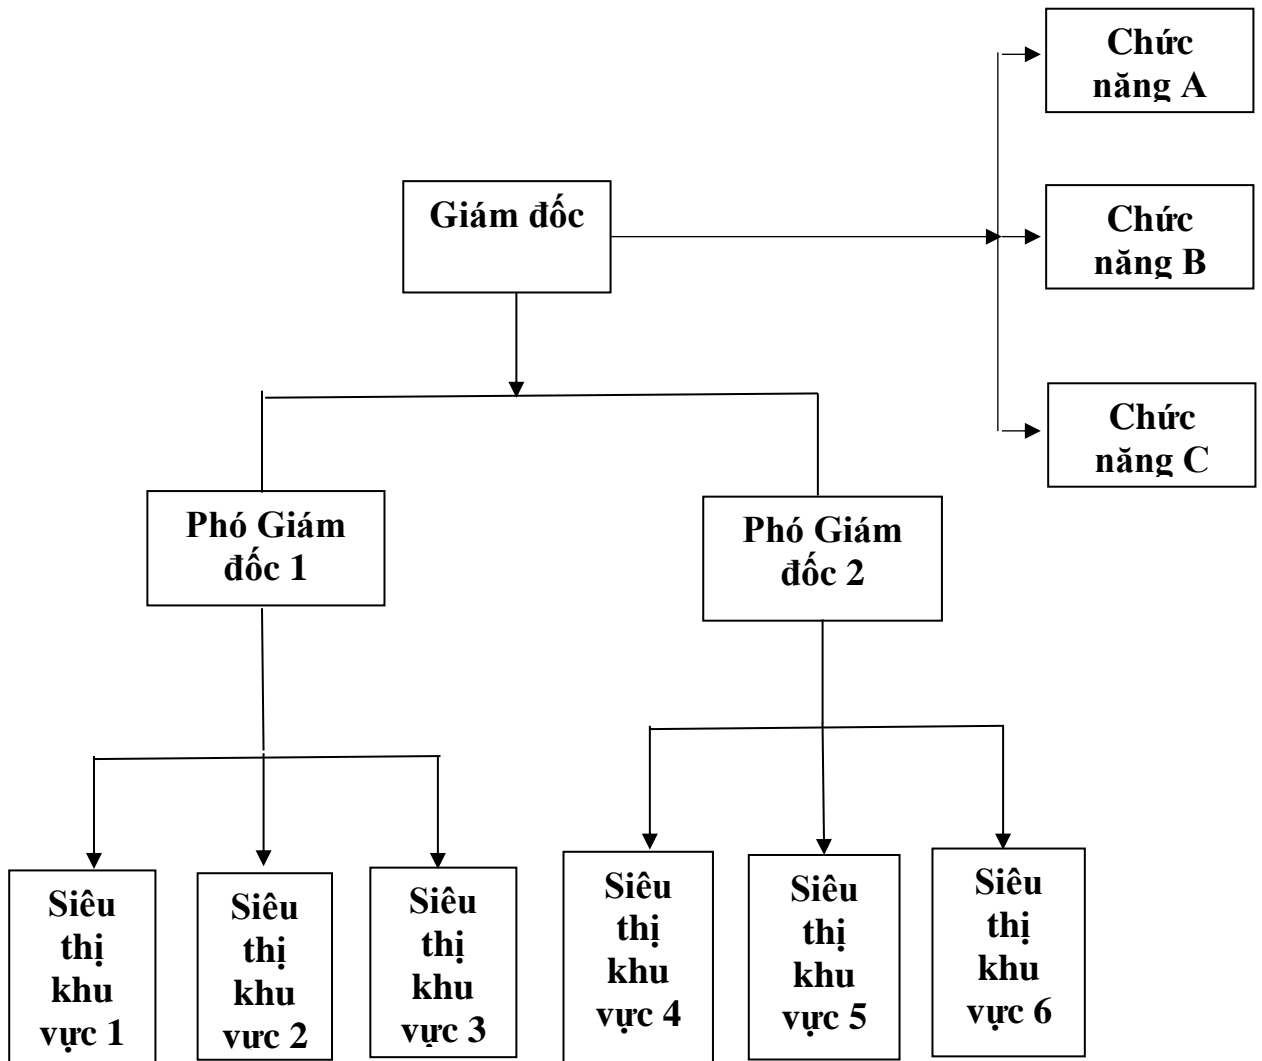 Chức
năng A
Giám đốc
Chức
năng B
Chức
năng C
Phó Giám
đốc 1
Phó Giám
đốc 2
Siêu
thị
khu
vực 1
Siêu
thị
khu
vực 2
Siêu
thị
khu
vực 3
Siêu
thị
khu
vực 4
Siêu
thị
khu
vực 5
Siêu
thị
khu
vực 6